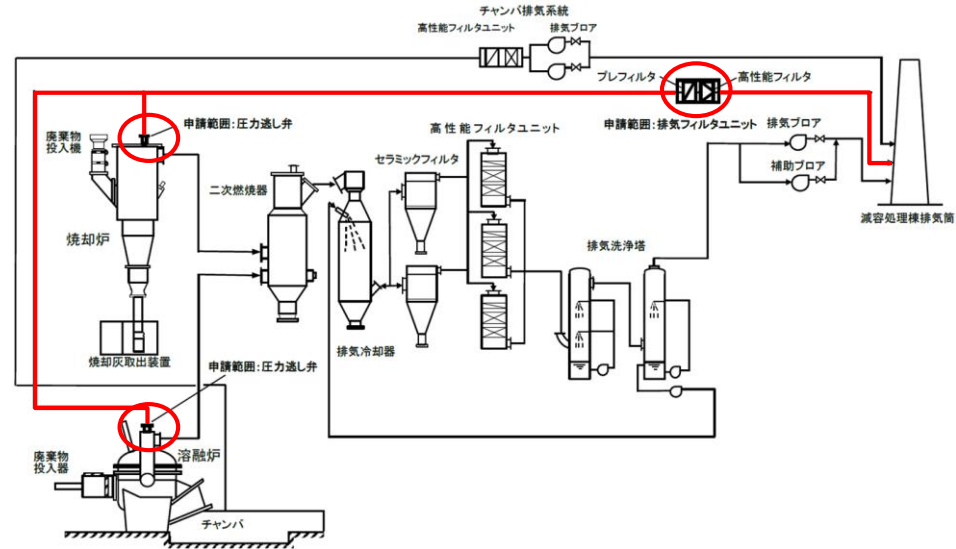 チャンバ排気系統
高性能フィルタユニット
排気ブロア
プレフィルタ
高性能フィルタ
申請範囲：圧力逃し弁
申請範囲：排気フィルタユニット
廃棄物
投入機
高性能フィルタユニット
排気ブロア
セラミックフィルタ
補助ブロア
二次燃焼器
減容処理棟排気筒
焼却炉
排気洗浄塔
排気冷却器
焼却灰取出装置
申請範囲：圧力逃し弁
溶融炉
廃棄物
投入器
チャンバ